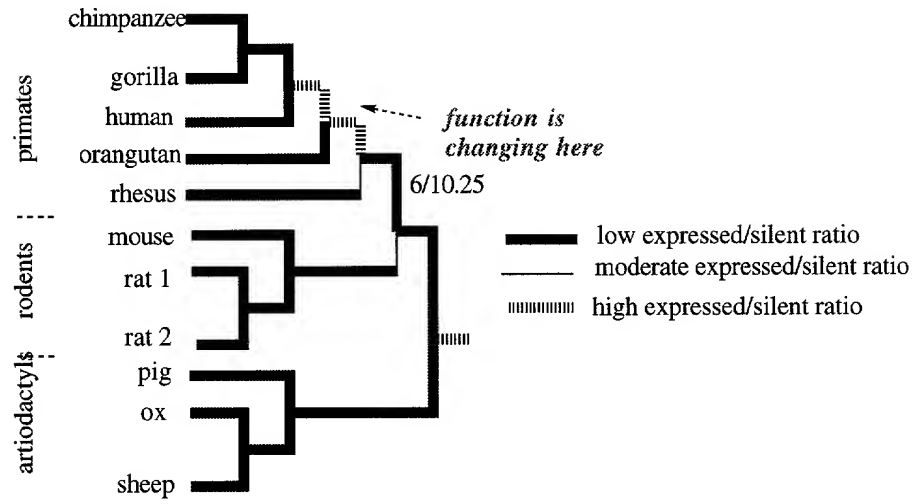 chimpanzee
gorilla
human
orangutan
rhesus
mouse
rat 1
rat 2
pig
ox
sheep
primates
rodents
artiodactyls
function is
changing here
6/10.25
low expressed/silent ratio
moderate expressed/silent ratio
high expressed/silent ratio